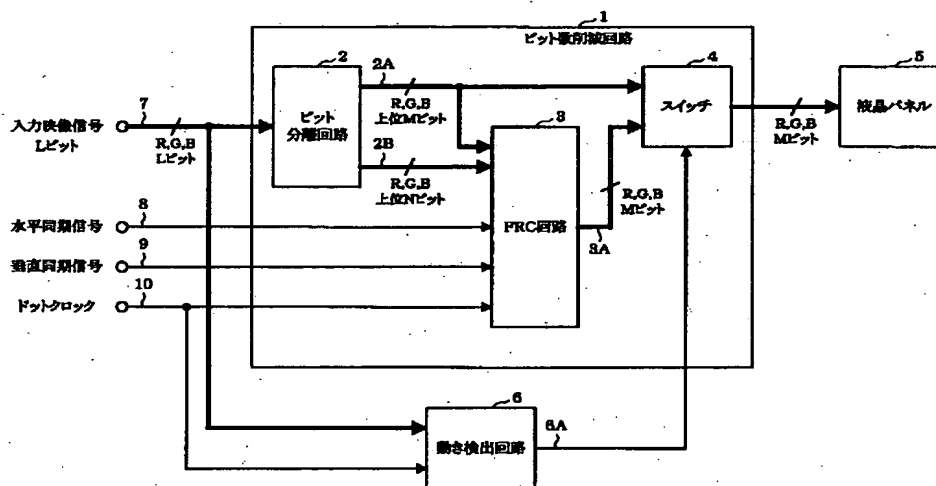 1
ビット数削減回路
2
ビット
分離回路
2A
R,G,B
上位Mビット
2B
R,G,B
上位Nビット
3
FRC回路
3A
R,G,B
Mビット
4
スイッチ
R,G,B
Mビット
5
液晶パネル
7
入力映像信号
Lビット
R,G,B
Lビット
8
水平同期信号
9
垂直同期信号
10
ドットクロック
6
動き検出回路
6A